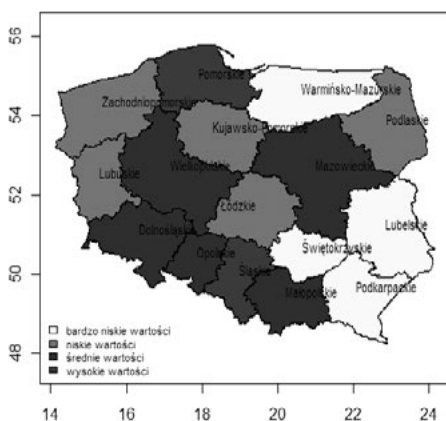 56
54
52
50
48
Pomorskie
Warmińsko-Mazurskie
Zachodniopomorskie
Podlaskie
Kujawsko-Pomorskie
Wielkopolskie
Mazowieckie
Lubuskie
Łódzkie
Lubelskie
Dolnośląskie
Świętokrzyskie
Opolskie
Śląskie
Małopolskie
Podkarpackie
bardzo niskie wartości
niskie wartości
średnie wartości
wysokie wartości
14 16 18 20 22 24